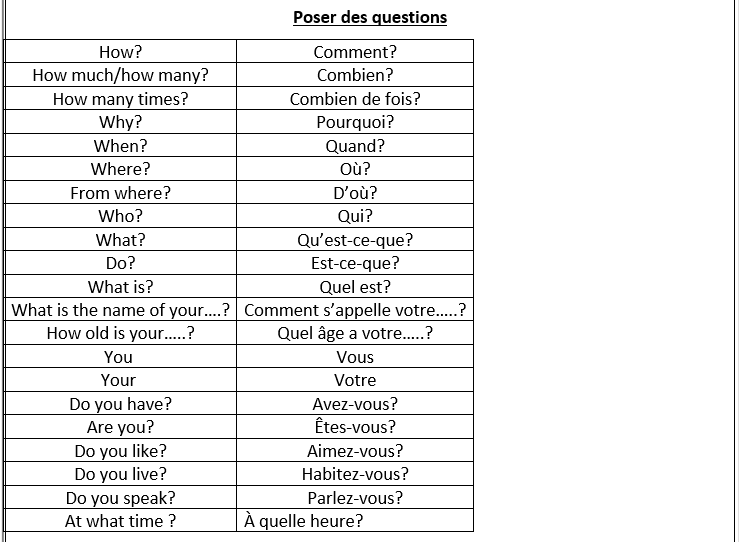 Poser des questions
How? Comment?
How much/how many? Combien?
How many times? Combien de fois?
Why? Pourquoi?
When? Quand?
Where? Où?
From where? D’où?
Who? Qui?
What? Qu’est-ce-que?
Do? Est-ce-que?
What is? Quel est?
What is the name of your....? Comment s’appelle votre.....?
How old is your.....? Quel âge a votre.....?
You Vous
Your Votre
Do you have? Avez-vous?
Are you? Êtes-vous?
Do you like? Aimez-vous?
Do you live? Habitez-vous?
Do you speak? Parlez-vous?
At what time ? À quelle heure?